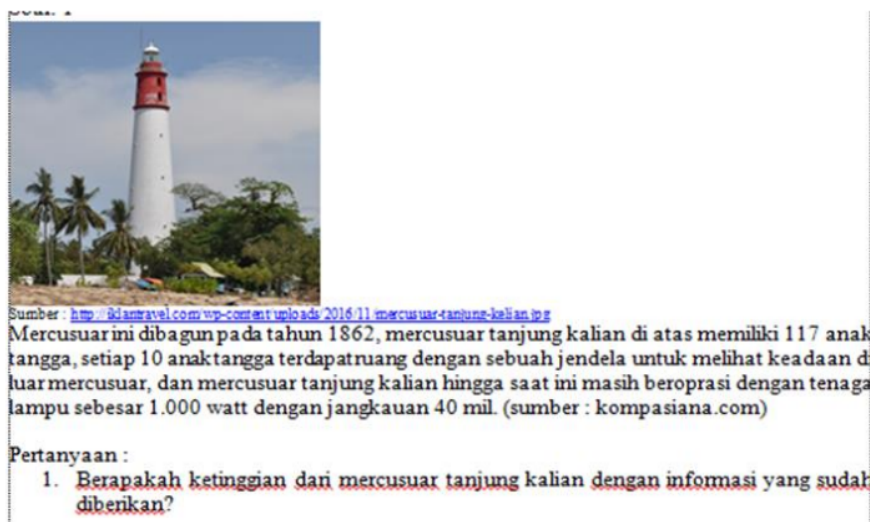 Sumber : http://iklantravel.com/wp-content/uploads/2016/11/mercusuar-tanjung-kelian.jpg
Mercusuar ini dibagun pada tahun 1862, mercusuar tanjung kalian di atas memiliki 117 anak
tangga, setiap 10 anak tangga terdapat ruang dengan sebuah jendela untuk melihat keadaan di
luar mercusuar, dan mercusuar tanjung kalian hingga saat ini masih beroprasi dengan tenaga
lampu sebesar 1.000 watt dengan jangkauan 40 mil. (sumber : kompasiana.com)
Pertanyaan :
1. Berapakah ketinggian dari mercusuar tanjung kalian dengan informasi yang sudah
diberikan?